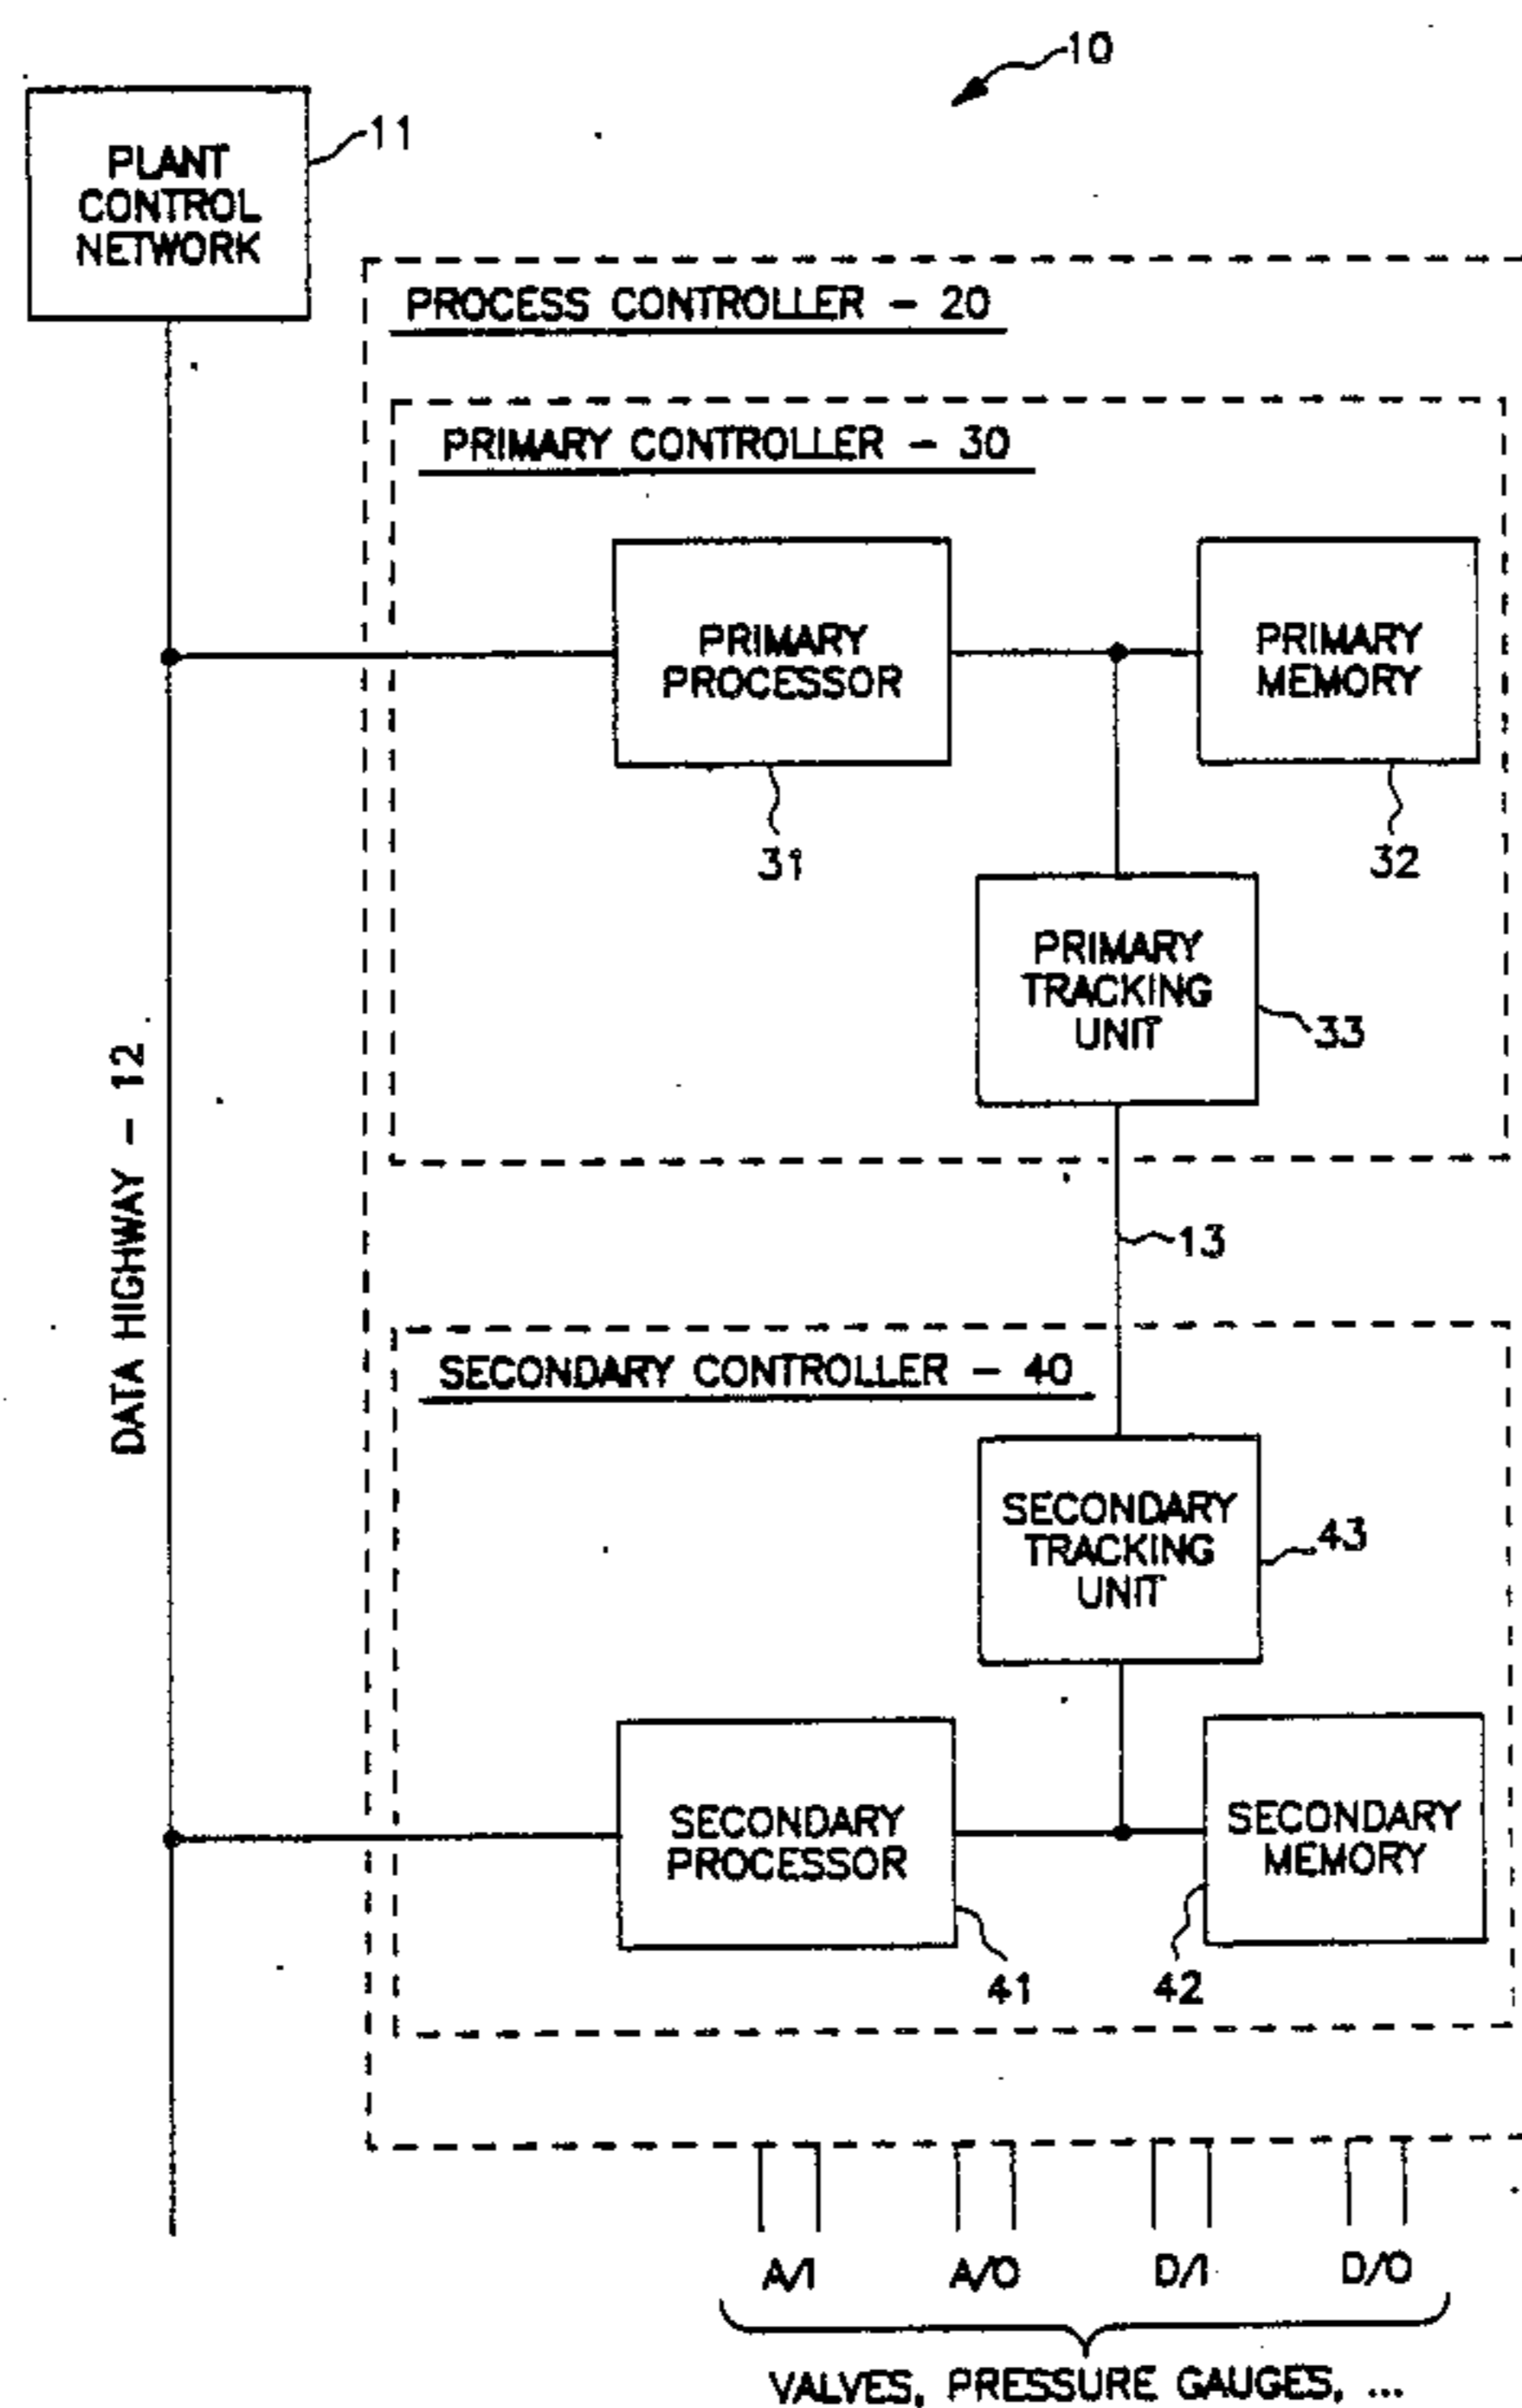 10
PLANT
CONTROL
NETWORK
11
PROCESS CONTROLLER - 20
PRIMARY CONTROLLER - 30
PRIMARY
PROCESSOR
PRIMARY
MEMORY
31
32
PRIMARY
TRACKING
UNIT
33
DATA HIGHWAY - 12
13
SECONDARY CONTROLLER - 40
SECONDARY
TRACKING
UNIT
43
SECONDARY
PROCESSOR
SECONDARY
MEMORY
41
42
A/I
A/O
D/I
D/O
VALVES, PRESSURE GAUGES, ...